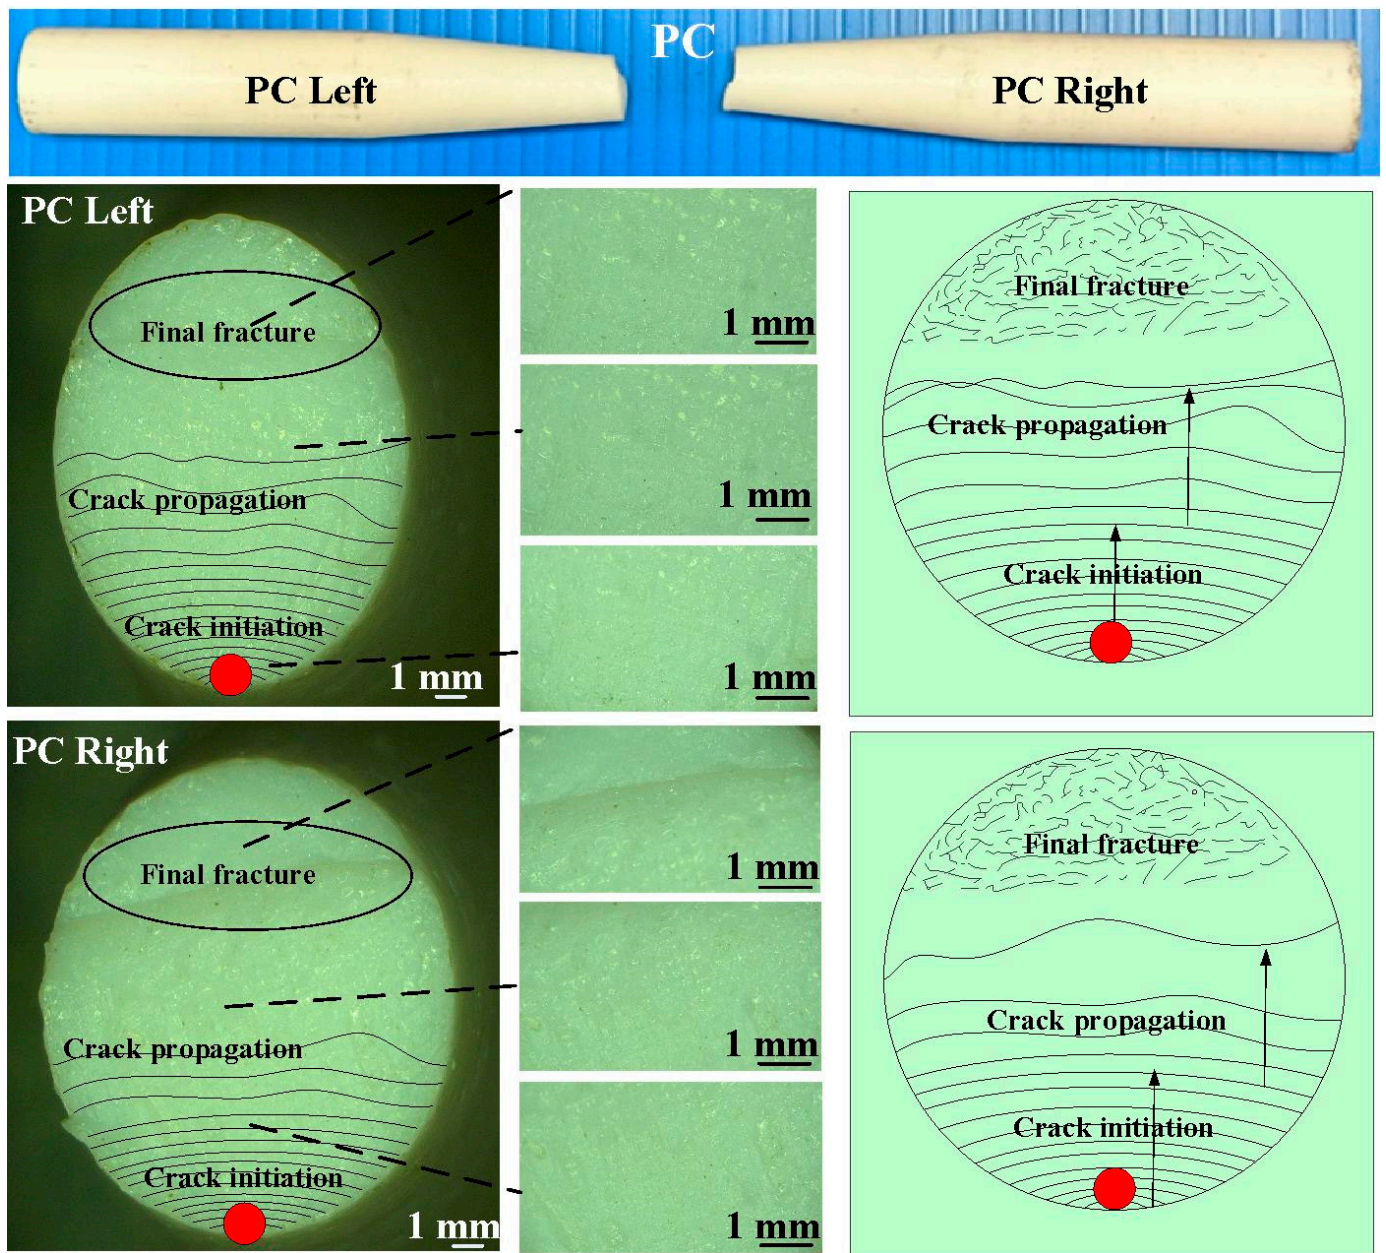 PC
PC Left
PC Right
PC Left
Final fracture
Crack propagation
Crack initiation
1 mm
1 mm
1 mm
1 mm
Final fracture
Crack propagation
Crack initiation
PC Right
Final fracture
Crack propagation
Crack initiation
1 mm
1 mm
1 mm
1 mm
Final fracture
Crack propagation
Crack initiation